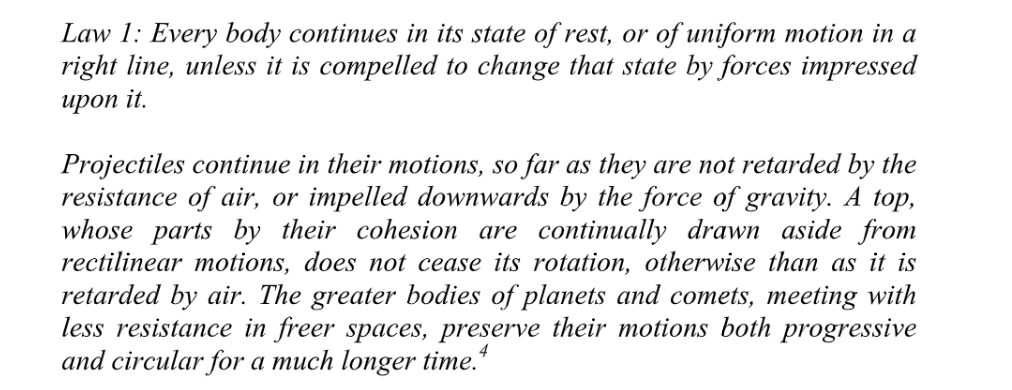 Law 1: Every body continues in its state of rest, or of uniform motion in a
right line, unless it is compelled to change that state by forces impressed
upon it.
Projectiles continue in their motions, so far as they are not retarded by the
resistance of air, or impelled downwards by the force of gravity. A top,
whose parts by their cohesion are continually drawn aside from
rectilinear motions, does not cease its rotation, otherwise than as it is
retarded by air. The greater bodies of planets and comets, meeting with
less resistance in freer spaces, preserve their motions both progressive
and circular for a much longer time.4